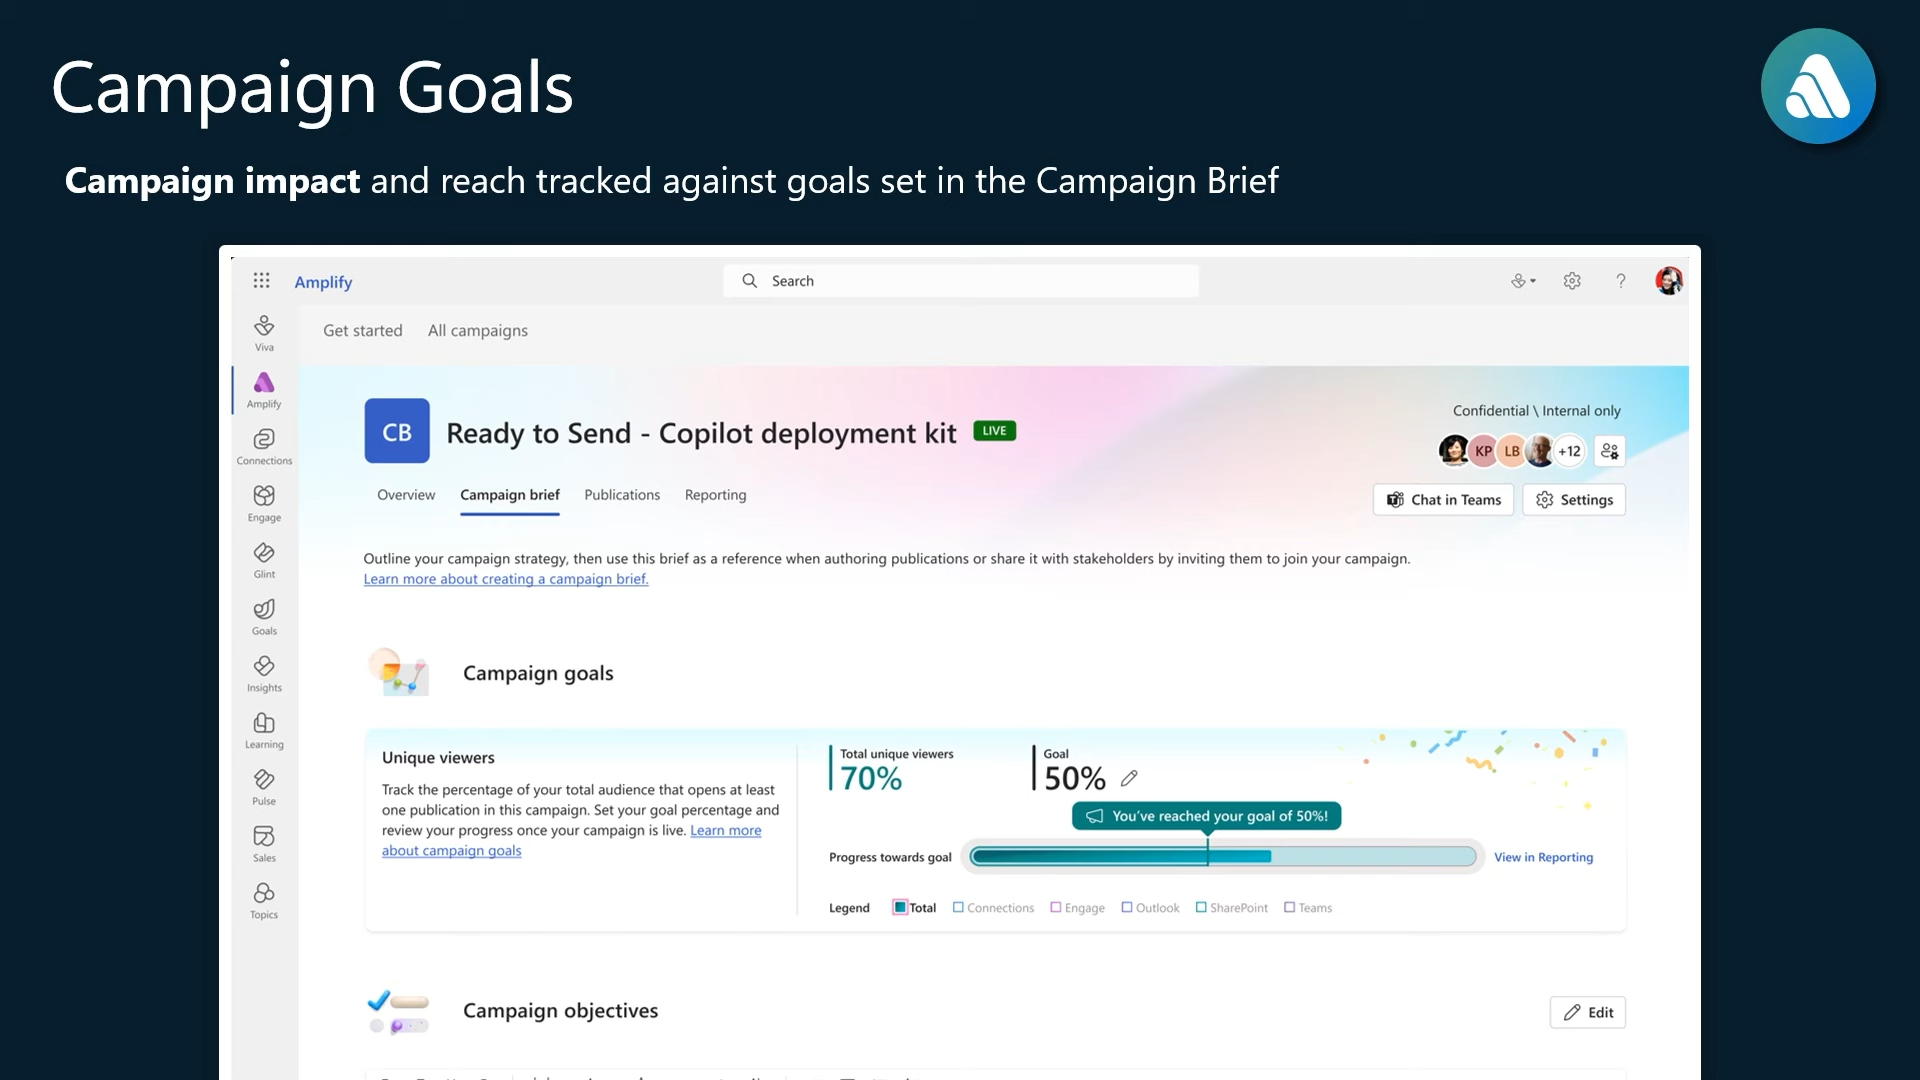 Campaign Goals
Campaign impact and reach tracked against goals set in the Campaign Brief
Amplify
Search
?
Viva
Get started
All campaigns
Amplify
Connections
Engage
Glint
Goals
Insights
Learning
Pulse
Sales
Topics
CB
Ready to Send - Copilot deployment kit
LIVE
Confidential \ Internal only
KP
LB
+12
Overview
Campaign brief
Publications
Reporting
Chat in Teams
Settings
Outline your campaign strategy, then use this brief as a reference when authoring publications or share it with stakeholders by inviting them to join your campaign.
Learn more about creating a campaign brief.
Campaign goals
Unique viewers
Track the percentage of your total audience that opens at least
one publication in this campaign. Set your goal percentage and
review your progress once your campaign is live. Learn more
about campaign goals
Total unique viewers
70%
Goal
50%
You've reached your goal of 50%!
Progress towards goal
View in Reporting
Legend
Total
Connections
Engage
Outlook
SharePoint
Teams
Campaign objectives
Edit